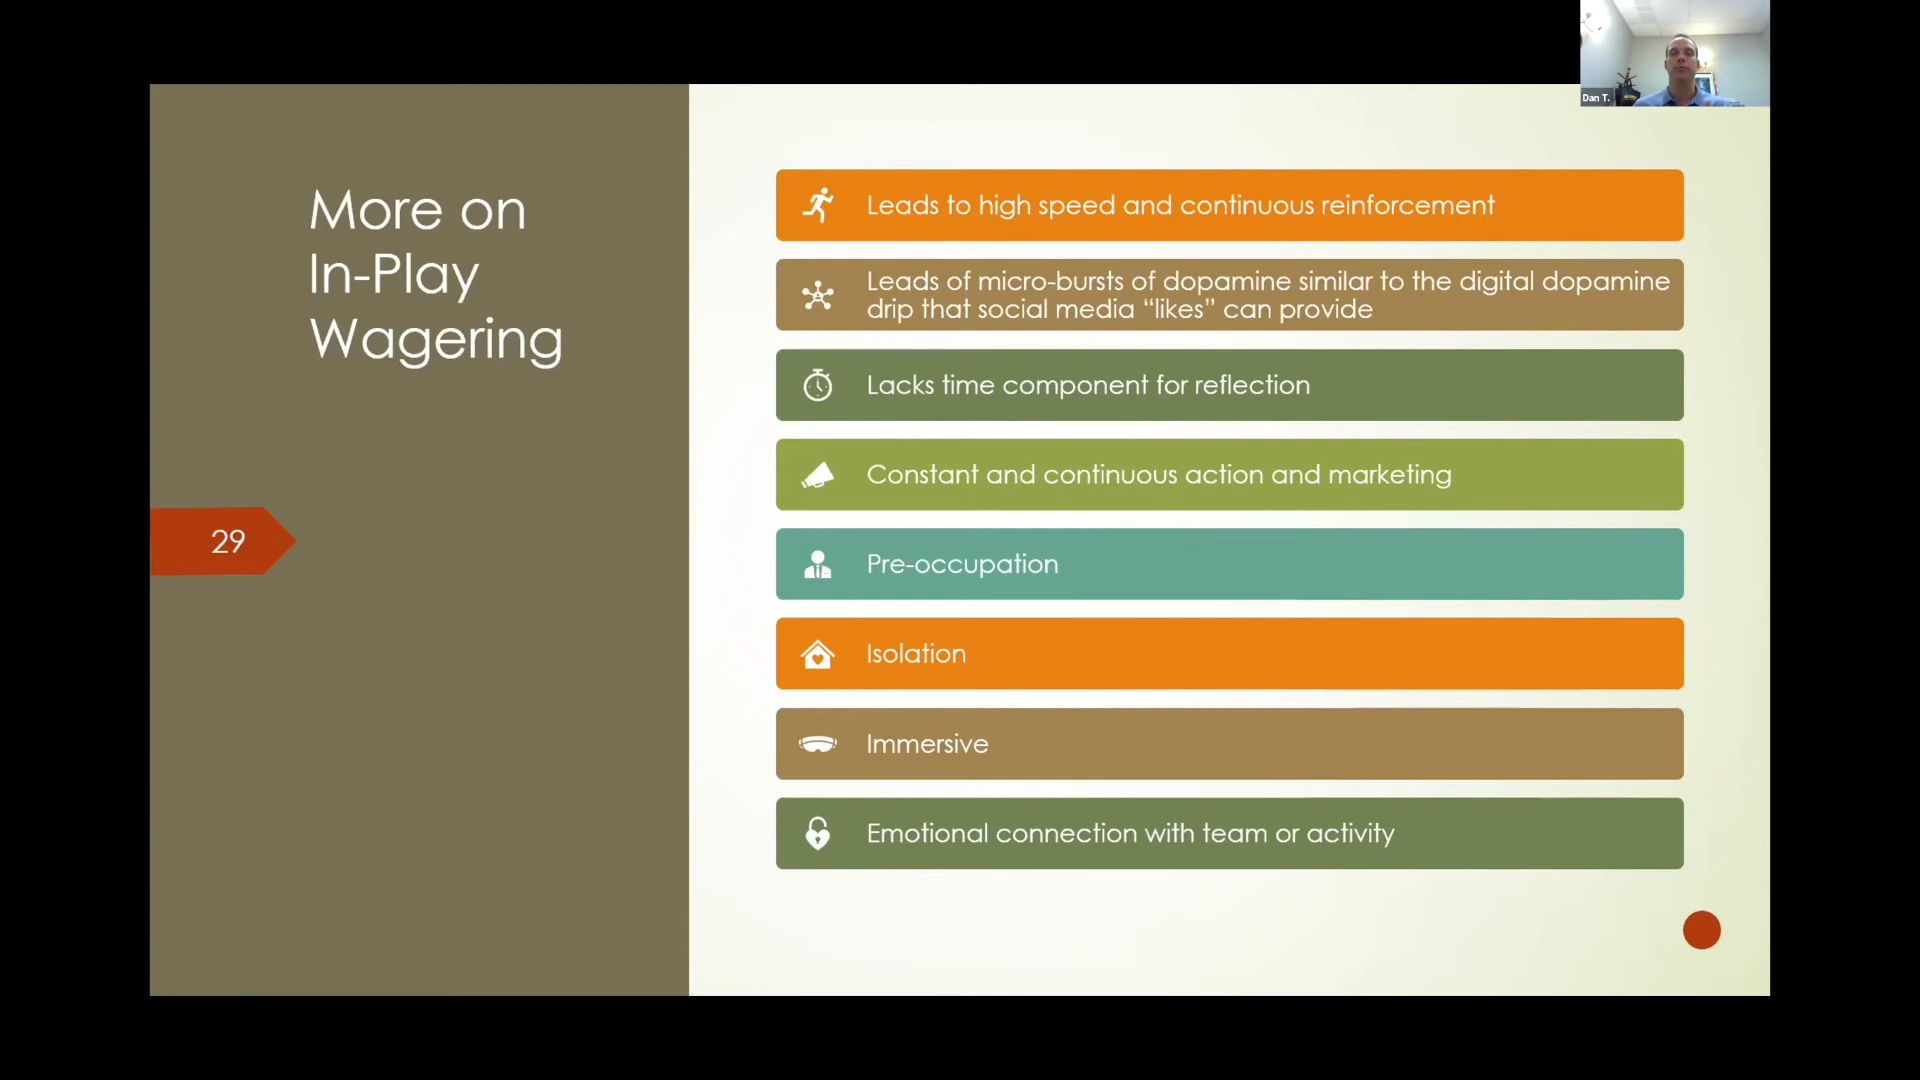 Dan T.
More on
In-Play
Wagering
29
Leads to high speed and continuous reinforcement
Leads of micro-bursts of dopamine similar to the digital dopamine
drip that social media “likes” can provide
Lacks time component for reflection
Constant and continuous action and marketing
Pre-occupation
Isolation
Immersive
Emotional connection with team or activity